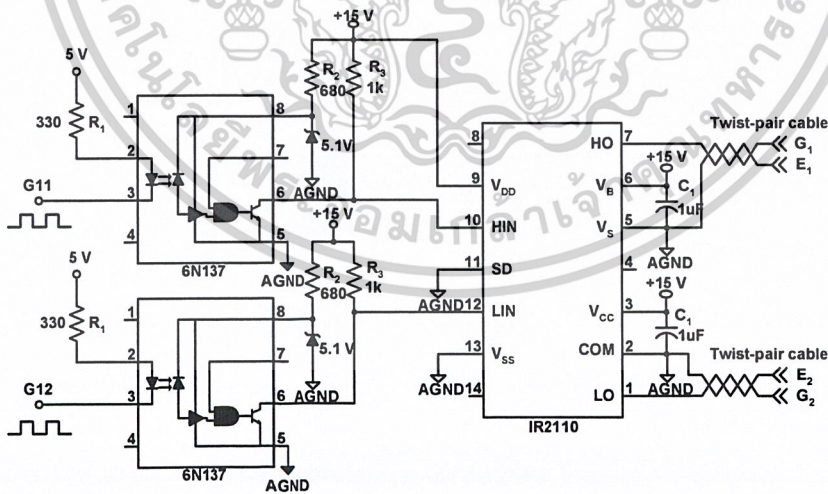 +15 V
5 V
330
R1
1
2
3
4
G11
8
7
6
5
6N137
R2
680
R3
1k
5.1V
AGND
AGND
+15 V
5 V
330
R1
1
2
3
4
G12
8
7
6
5
6N137
R2
680
R3
1k
5.1 V
AGND
AGND
8
9
10
11
12
13
14
VDD
HIN
SD
LIN
VSS
AGND
AGND
HO
VB
VS
VCC
COM
LO
7
6
5
4
3
2
1
IR2110
Twist-pair cable
G1
E1
+15 V
C1
1uF
AGND
+15 V
C1
1uF
AGND
Twist-pair cable
E2
G2